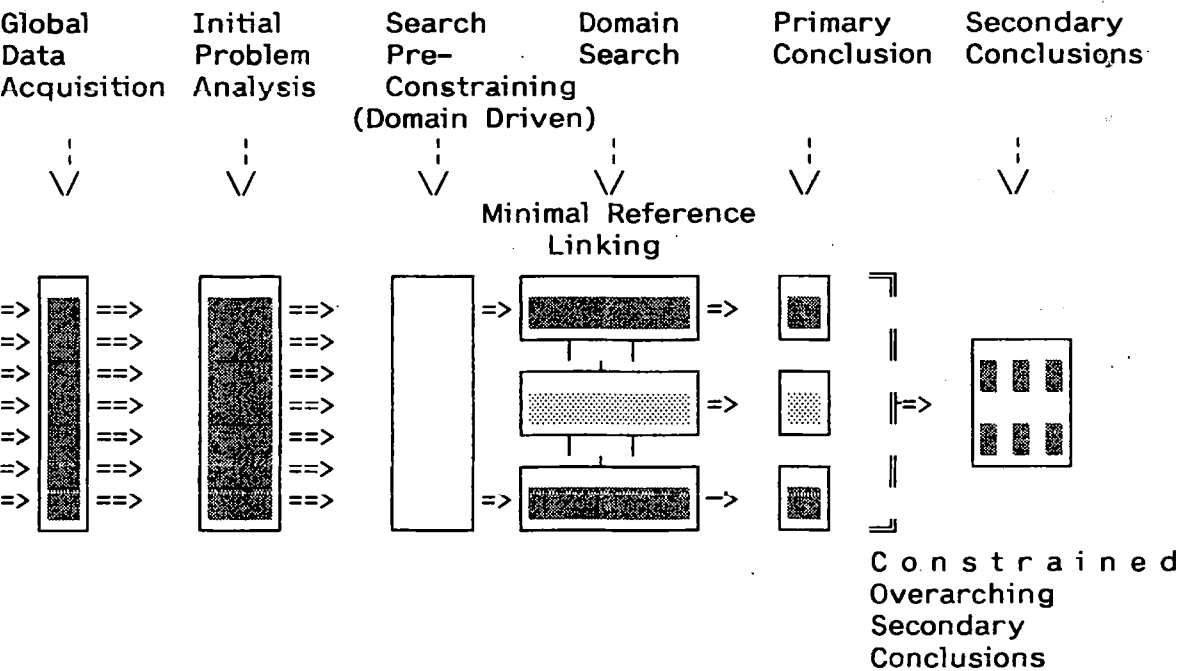 Global Data Acquisition
Initial Problem Analysis
Search Pre- Constraining (Domain Driven)
Domain Search
Primary Conclusion
Secondary Conclusions
Minimal Reference
Linking
Constrained
Overarching
Secondary
Conclusions